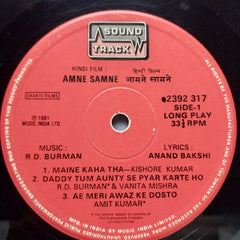 SOUND
TRACK
HINDI FILM :
AMNE SAMNE
हिन्दी फ़िल्म :
आमने सामने
SHAKTI FILMS
℗ 1981
MUSIC INDIA LTD.
2392 317
SIDE-1
LONG PLAY
33⅓ RPM
MUSIC :
R.D. BURMAN
LYRICS :
ANAND BAKSHI
1. MAINE KAHA THA—KISHORE KUMAR
2. DADDY TUM AUNTY SE PYAR KARTE HO
R.D. BURMAN & VANITA MISHRA
3. AE MERI AWAZ KE DOSTO
AMIT KUMAR
MADE IN INDIA BY MUSIC INDIA LTD.